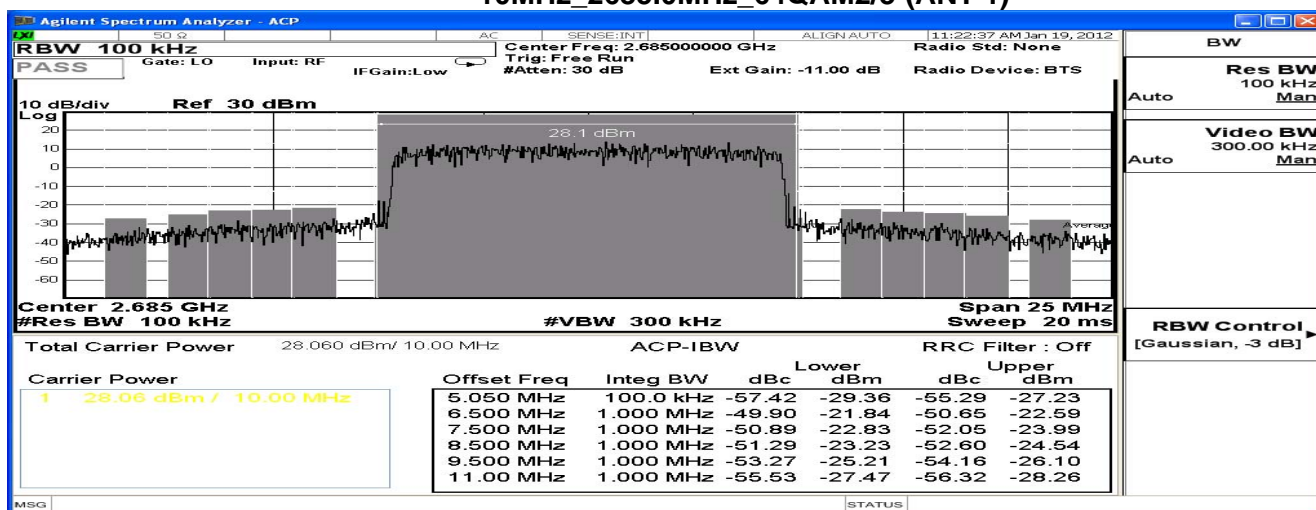 Agilent Spectrum Analyzer - ACP
LXI 50 Ω AC SENSE:INT ALIGN AUTO 11:22:37 AM Jan 19, 2012
RBW 100 kHz
Center Freq: 2.685000000 GHz
Radio Std: None
PASS
Gate: LO
Input: RF
IFGain:Low
Trig: Free Run
#Atten: 30 dB
Ext Gain: -11.00 dB
Radio Device: BTS
10 dB/div
Ref 30 dBm
Log
28.1 dBm
20
10
0
-10
-20
-30
-40
-50
-60
Center 2.685 GHz
Span 25 MHz
#Res BW 100 kHz
#VBW 300 kHz
Sweep 20 ms
Total Carrier Power 28.060 dBm/ 10.00 MHz
ACP-IBW
RRC Filter : Off
Lower Upper
Carrier Power
Offset Freq Integ BW dBc dBm dBc dBm
1 28.06 dBm / 10.00 MHz
5.050 MHz 100.0 kHz -57.42 -29.36 -55.29 -27.23
6.500 MHz 1.000 MHz -49.90 -21.84 -50.65 -22.59
7.500 MHz 1.000 MHz -50.89 -22.83 -52.05 -23.99
8.500 MHz 1.000 MHz -51.29 -23.23 -52.60 -24.54
9.500 MHz 1.000 MHz -53.27 -25.21 -54.16 -26.10
11.00 MHz 1.000 MHz -55.53 -27.47 -56.32 -28.26
MSG
STATUS
BW
Res BW
100 kHz
Auto Man
Video BW
300.00 kHz
Auto Man
RBW Control
[Gaussian, -3 dB]